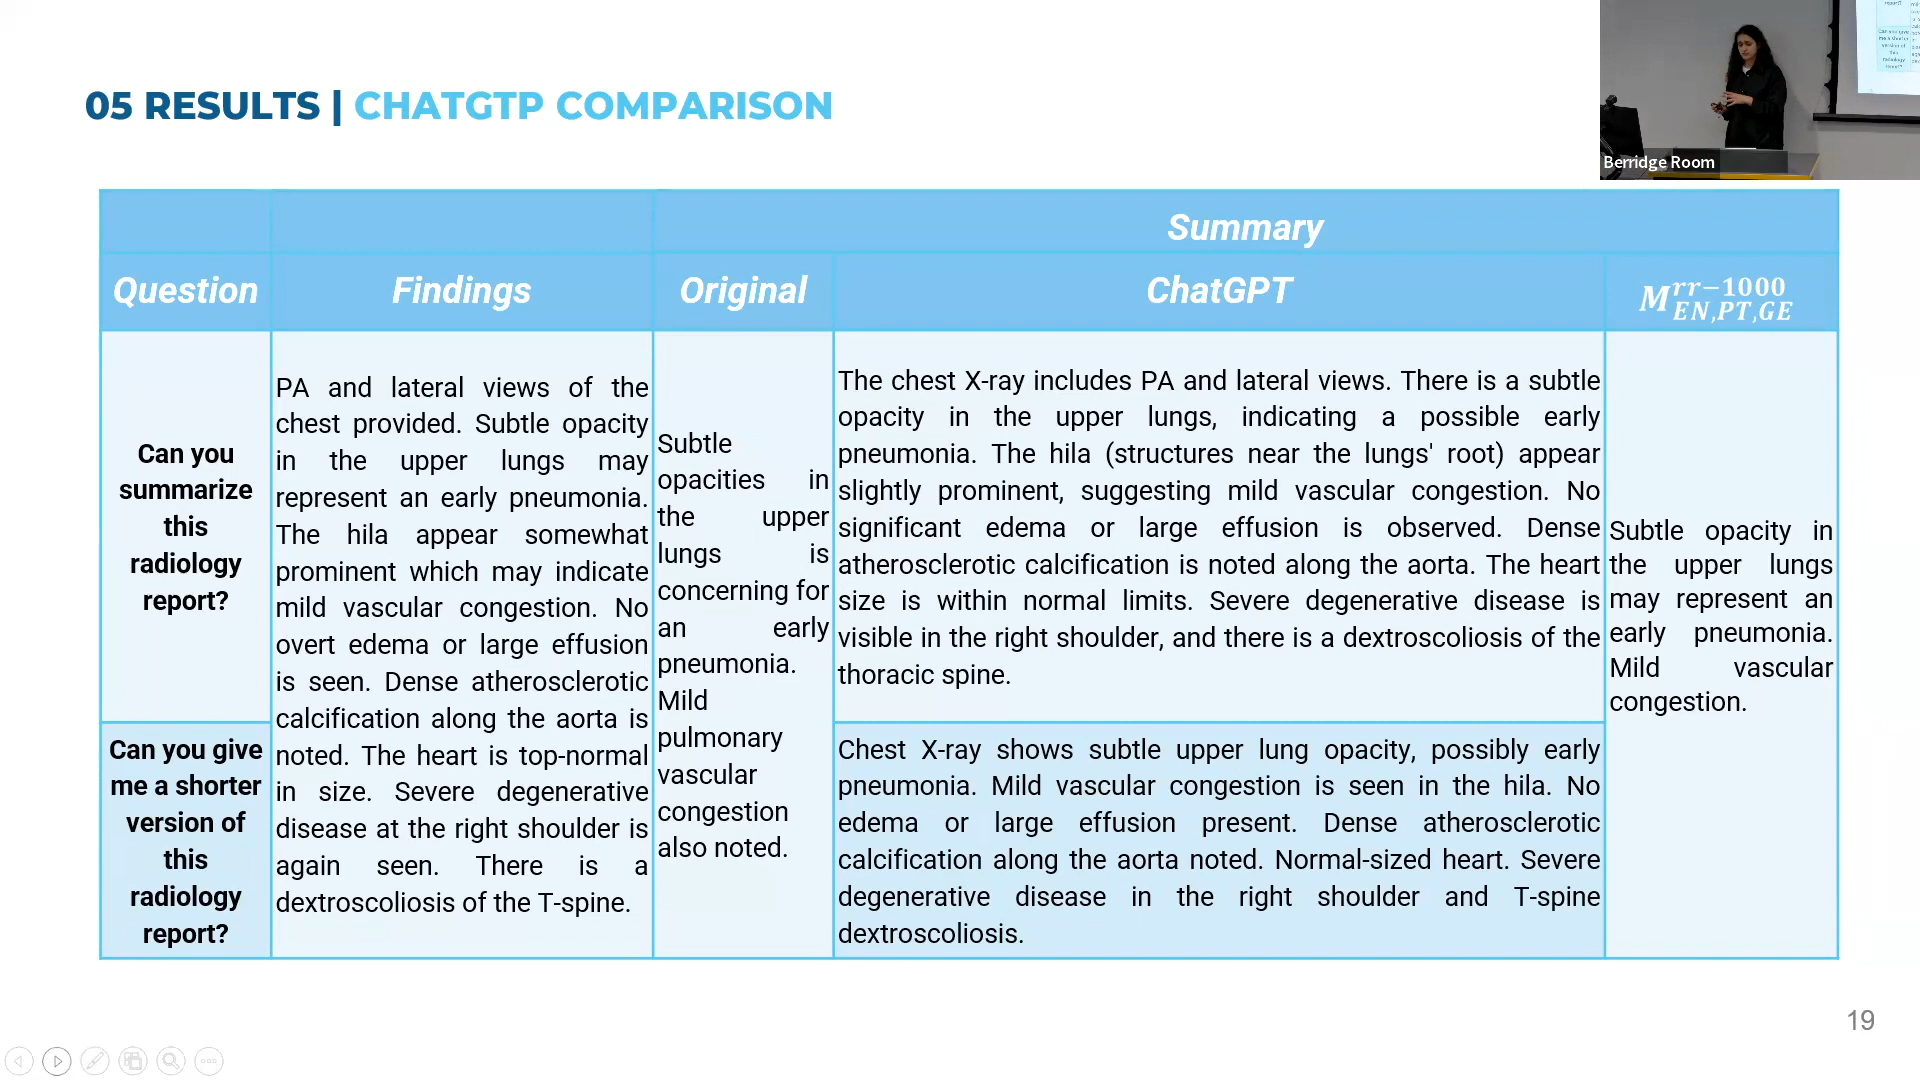 05 RESULTS | CHATGTP COMPARISON
Berridge Room
Summary
Question
Findings
Original
ChatGPT
M rr−1000 EN,PT,GE
Can you
summarize
this
radiology
report?
PA and lateral views of the
chest provided. Subtle opacity
in the upper lungs may
represent an early pneumonia.
The hila appear somewhat
prominent which may indicate
mild vascular congestion. No
overt edema or large effusion
is seen. Dense atherosclerotic
calcification along the aorta is
noted. The heart is top-normal
in size. Severe degenerative
disease at the right shoulder is
again seen. There is a
dextroscoliosis of the T-spine.
Subtle
opacities in
the upper
lungs is
concerning for
an early
pneumonia.
Mild
pulmonary
vascular
congestion
also noted.
The chest X-ray includes PA and lateral views. There is a subtle
opacity in the upper lungs, indicating a possible early
pneumonia. The hila (structures near the lungs' root) appear
slightly prominent, suggesting mild vascular congestion. No
significant edema or large effusion is observed. Dense
atherosclerotic calcification is noted along the aorta. The heart
size is within normal limits. Severe degenerative disease is
visible in the right shoulder, and there is a dextroscoliosis of the
thoracic spine.
Subtle opacity in
the upper lungs
may represent an
early pneumonia.
Mild vascular
congestion.
Can you give
me a shorter
version of
this
radiology
report?
Chest X-ray shows subtle upper lung opacity, possibly early
pneumonia. Mild vascular congestion is seen in the hila. No
edema or large effusion present. Dense atherosclerotic
calcification along the aorta noted. Normal-sized heart. Severe
degenerative disease in the right shoulder and T-spine
dextroscoliosis.
19